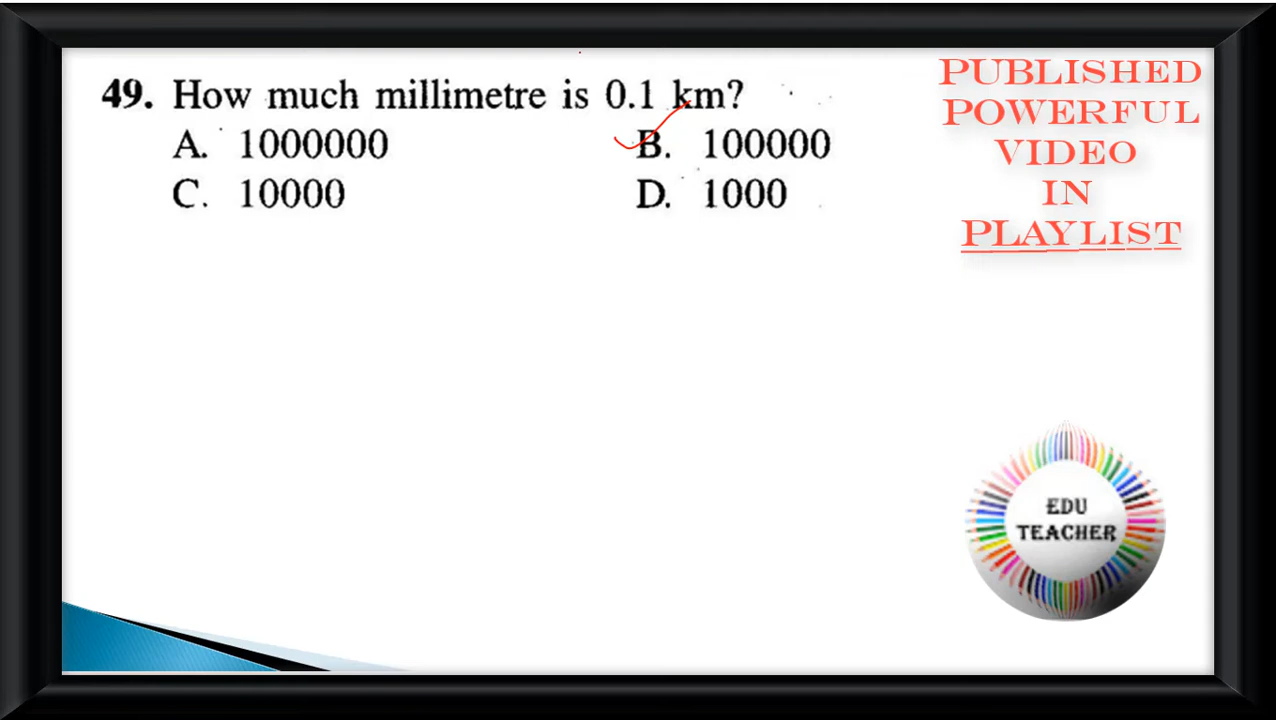 49. How much millimetre is 0.1 km?
A. 1000000 B. 100000
C. 10000 D. 1000
PUBLISHED
POWERFUL
VIDEO
IN
PLAYLIST
EDU
TEACHER